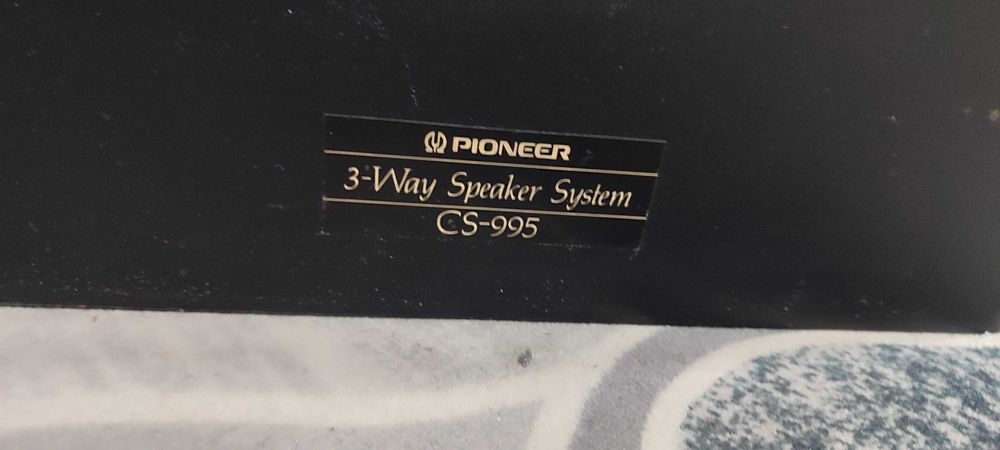 PIONEER
3-Way Speaker System
CS-995